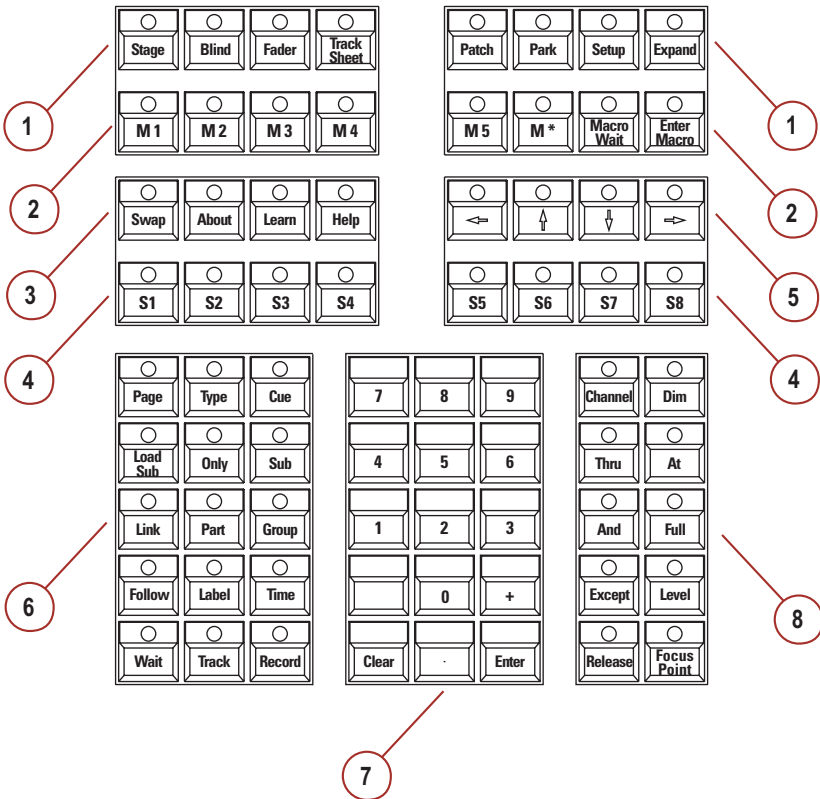 Stage Blind Fader Track Sheet Patch Park Setup Expand
1 1
M 1 M 2 M 3 M 4 M 5 M * Macro Wait Enter Macro
2 2
Swap About Learn Help
3 5
S1 S2 S3 S4 S5 S6 S7 S8
4 4
Page Type Cue 7 8 9 Channel Dim
Load Sub Only Sub 4 5 6 Thru At
Link Part Group 1 2 3 And Full
6 8
Follow Label Time 0 + Except Level
Wait Track Record Clear . Enter Release Focus Point
7